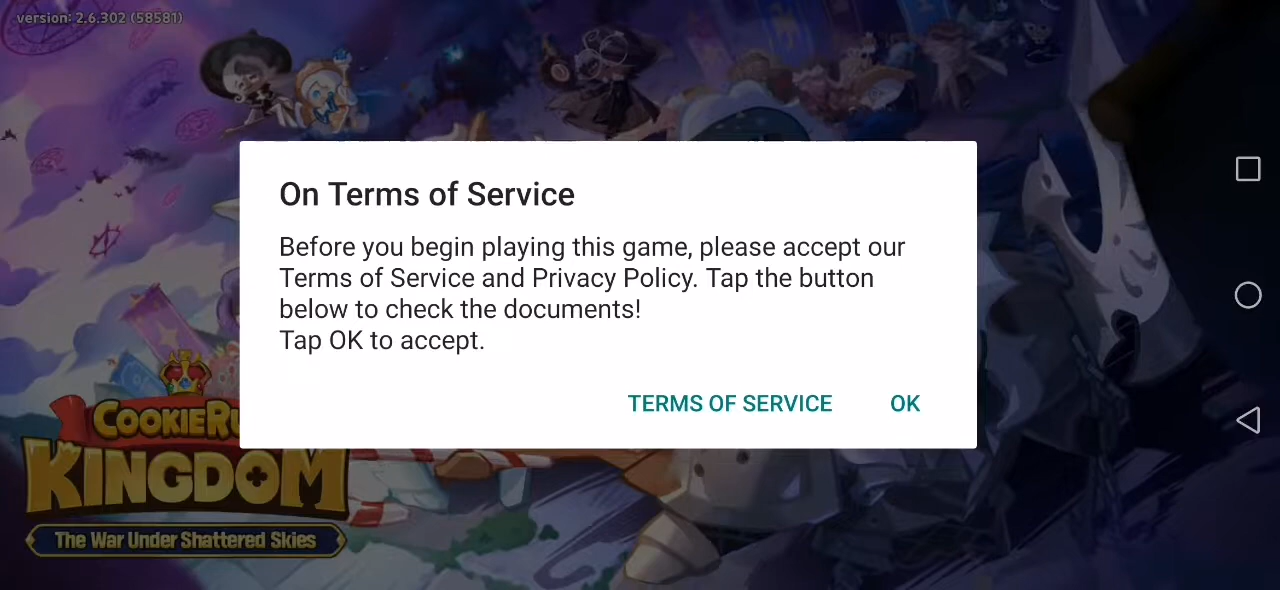 version: 2.6.302 (58581)
On Terms of Service
Before you begin playing this game, please accept our
Terms of Service and Privacy Policy. Tap the button
below to check the documents!
Tap OK to accept.
TERMS OF SERVICE OK
COOKIERU
KINGDOM
The War Under Shattered Skies